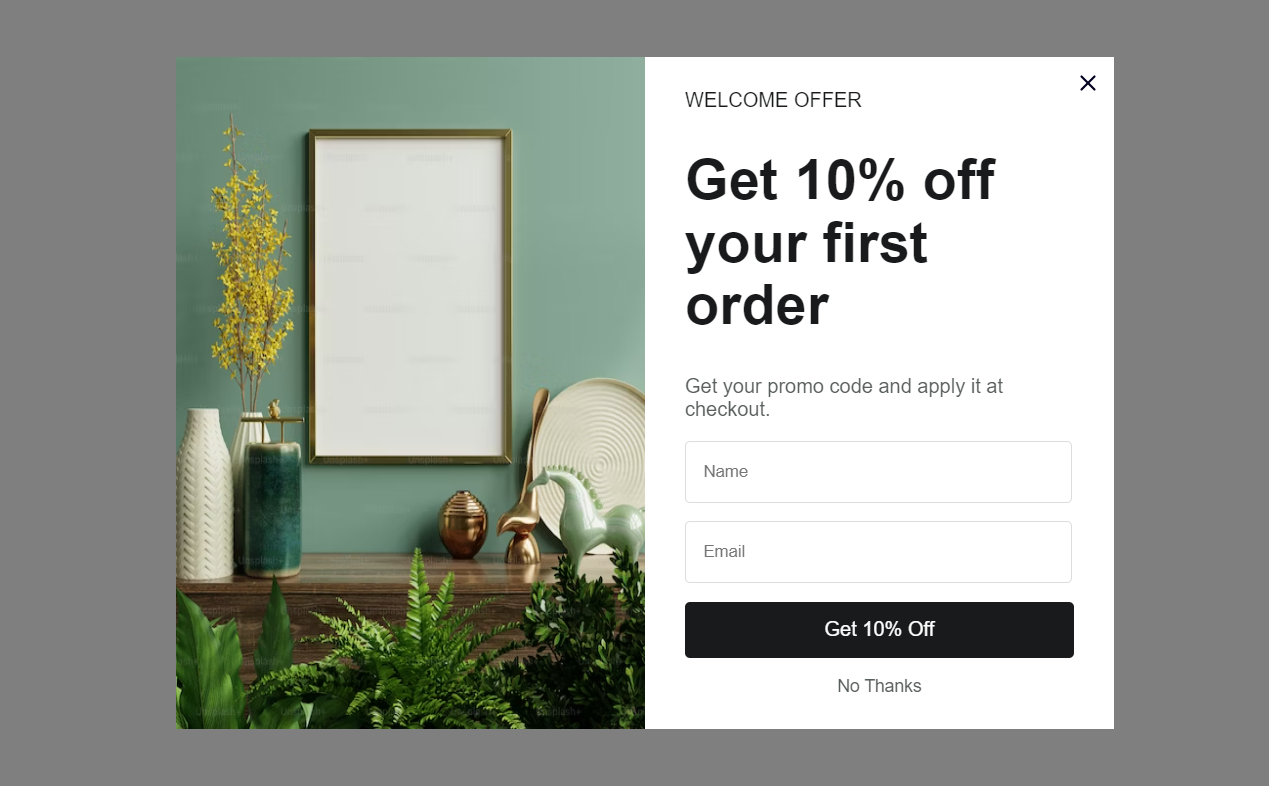 WELCOME OFFER
Get 10% off
your first
order
Get your promo code and apply it at
checkout.
Name
Email
Get 10% Off
No Thanks
Unsplash+